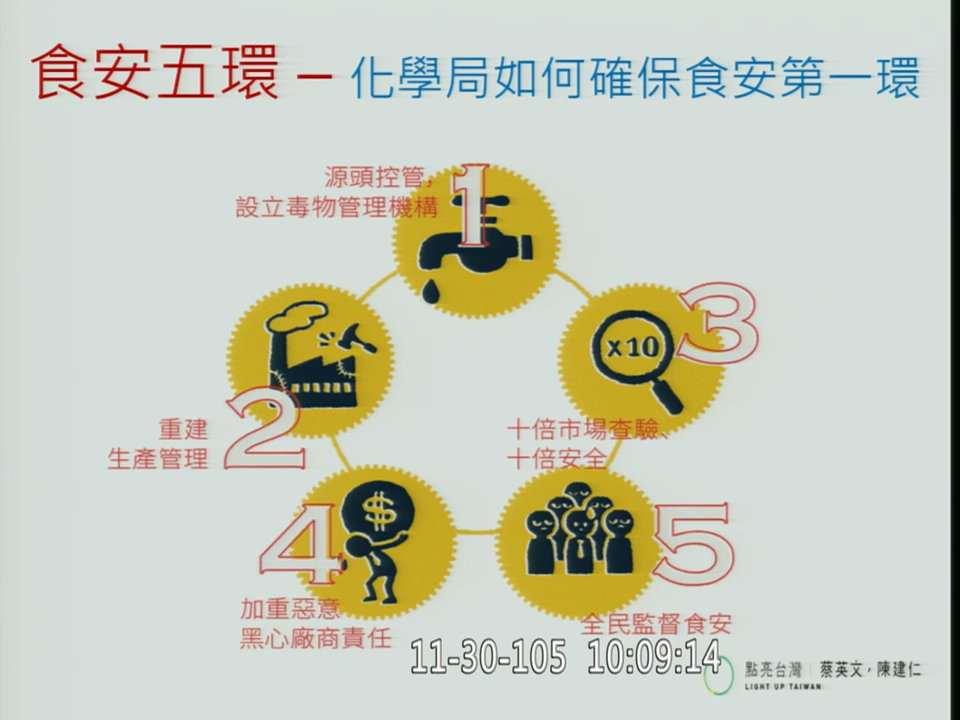 食安五環 – 化學局如何確保食安第一環
源頭控管，
設立毒物管理機構
1
3
x10
2
重建
生產管理
十倍市場查驗、
十倍安全
$
4
5
加重惡意
黑心廠商責任
全民監督食安
11-30-105 10:09:14
點亮台灣 蔡英文，陳建仁
LIGHT UP TAIWAN